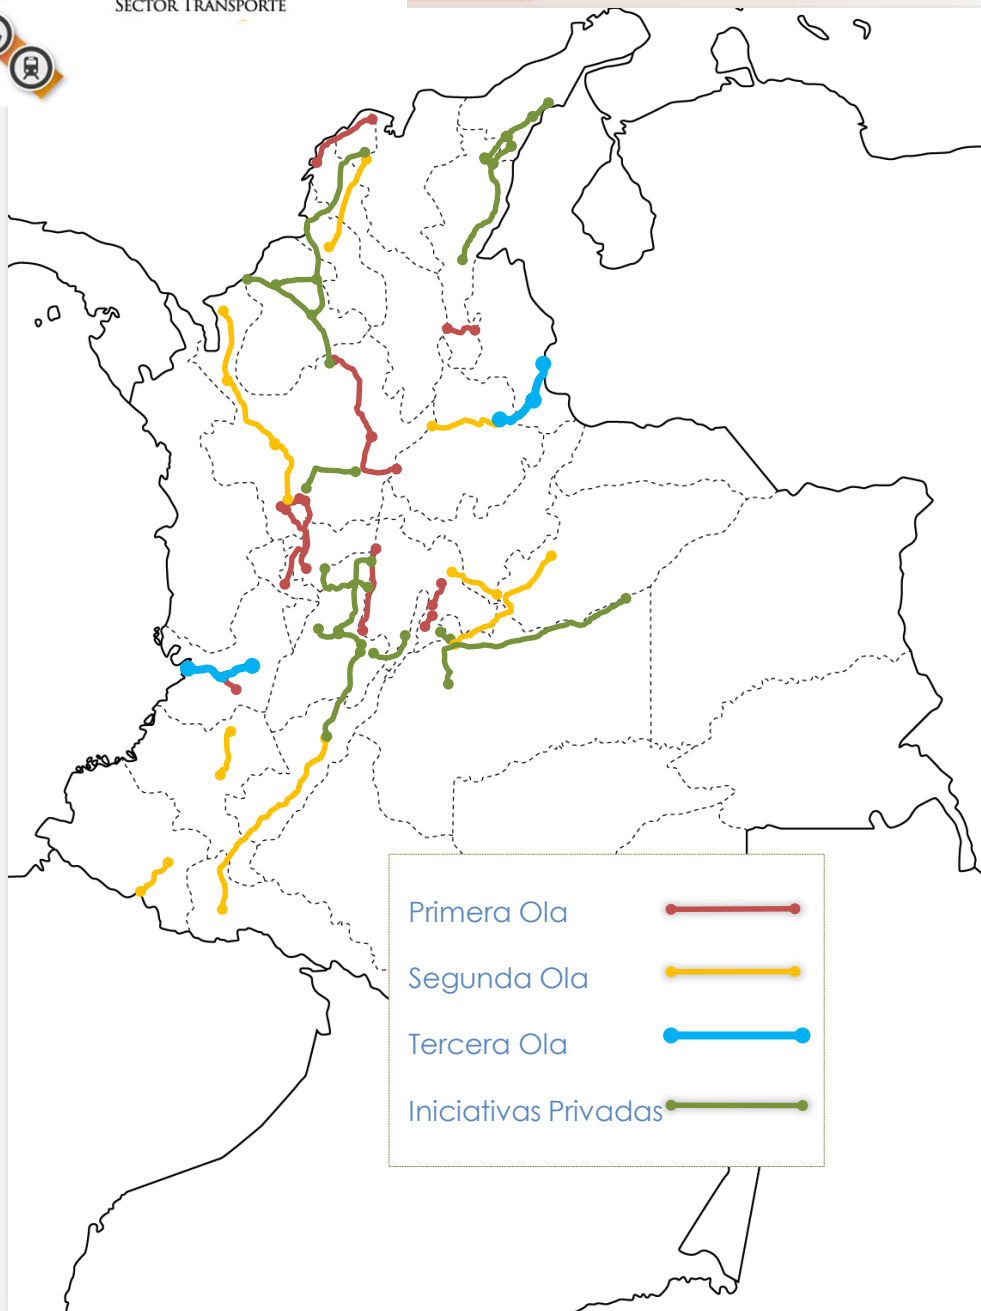 SECTOR TRANSPORTE
Primera Ola
Segunda Ola
Tercera Ola
Iniciativas Privadas